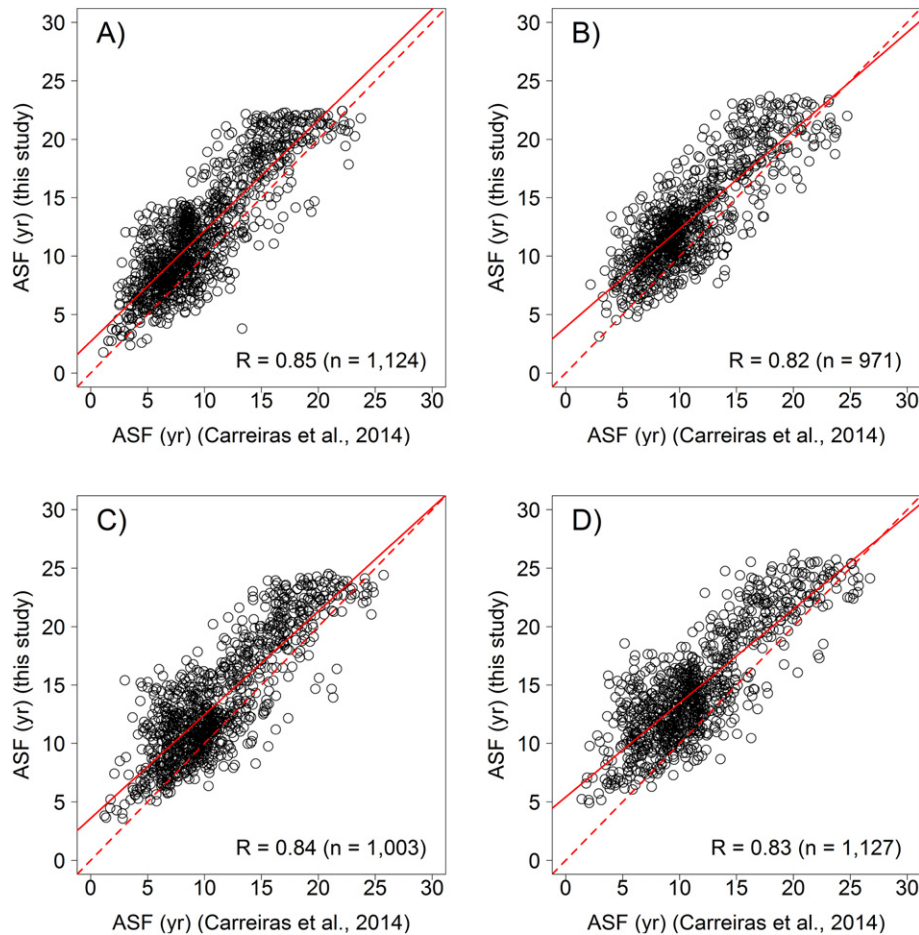 A)
30
25
20
15
10
5
0
ASF (yr) (this study)
R = 0.85 (n = 1,124)
0 5 10 15 20 25 30
ASF (yr) (Carreiras et al., 2014)
B)
30
25
20
15
10
5
0
ASF (yr) (this study)
R = 0.82 (n = 971)
0 5 10 15 20 25 30
ASF (yr) (Carreiras et al., 2014)
C)
30
25
20
15
10
5
0
ASF (yr) (this study)
R = 0.84 (n = 1,003)
0 5 10 15 20 25 30
ASF (yr) (Carreiras et al., 2014)
D)
30
25
20
15
10
5
0
ASF (yr) (this study)
R = 0.83 (n = 1,127)
0 5 10 15 20 25 30
ASF (yr) (Carreiras et al., 2014)